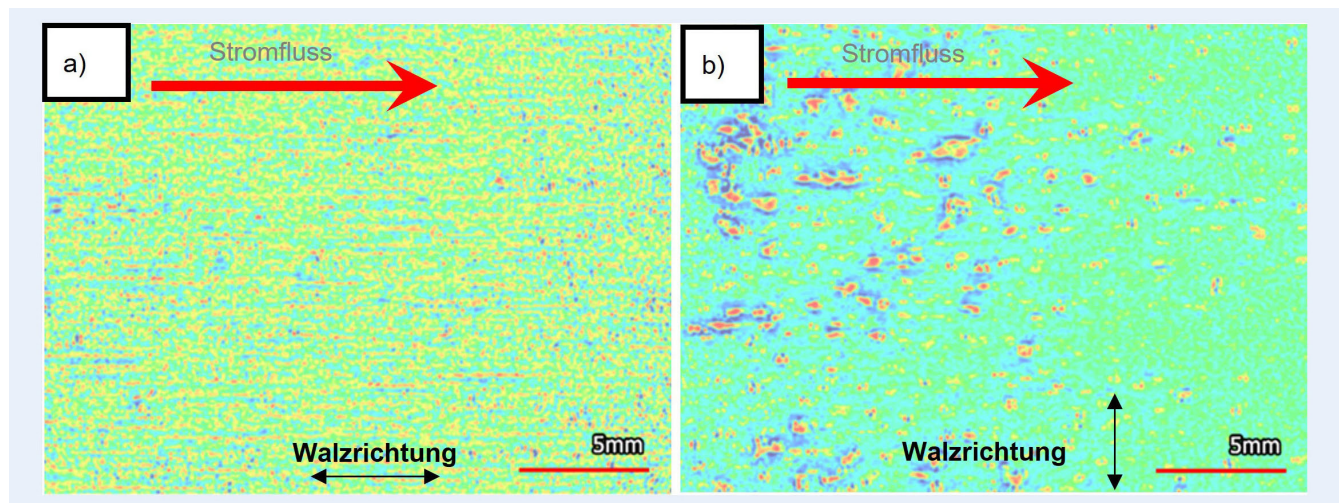 a)
Stromfluss
Walzrichtung
5mm
b)
Stromfluss
Walzrichtung
5mm